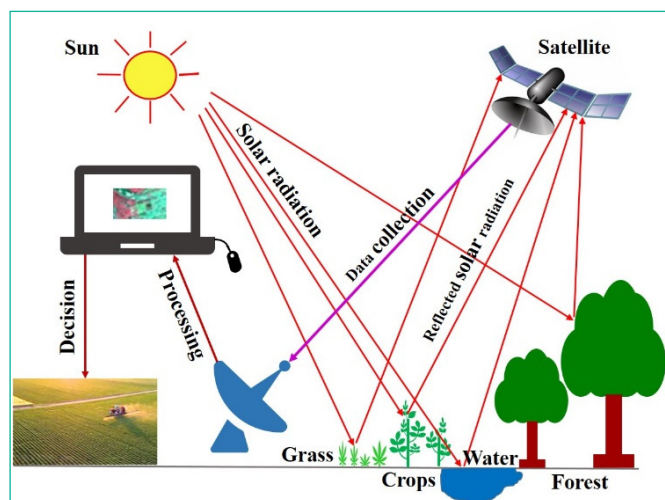 Sun
Satellite
Solar radiation
Data collection
Reflected solar radiation
Processing
Decision
Grass
Crops
Water
Forest